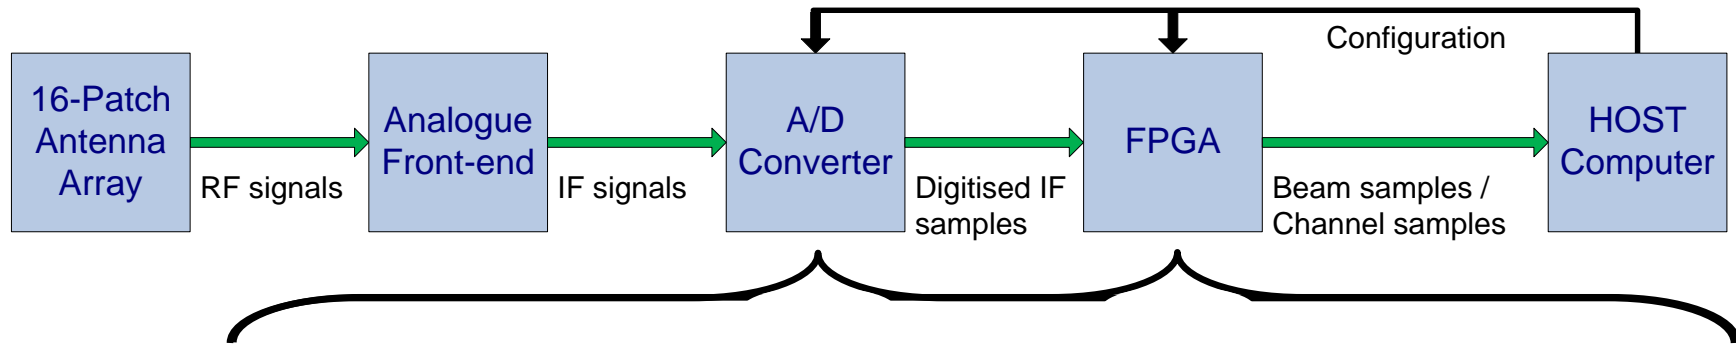 Configuration
16-Patch
Antenna
Array
RF signals
Analogue
Front-end
IF signals
A/D
Converter
Digitised IF
samples
FPGA
Beam samples /
Channel samples
HOST
Computer